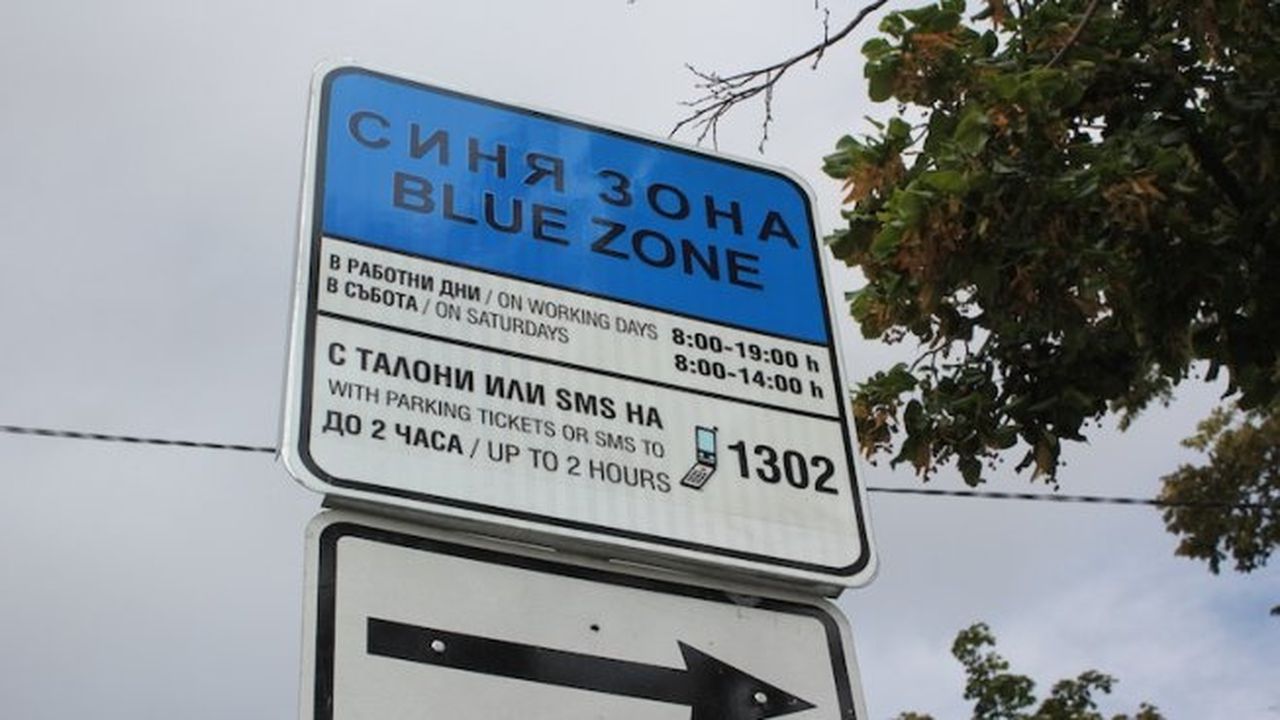 СИНЯ ЗОНА
BLUE ZONE
В РАБОТНИ ДНИ / ON WORKING DAYS 8:00-19:00 h
В СЪБОТА / ON SATURDAYS 8:00-14:00 h
С ТАЛОНИ ИЛИ SMS НА
WITH PARKING TICKETS OR SMS TO 1302
ДО 2 ЧАСА / UP TO 2 HOURS